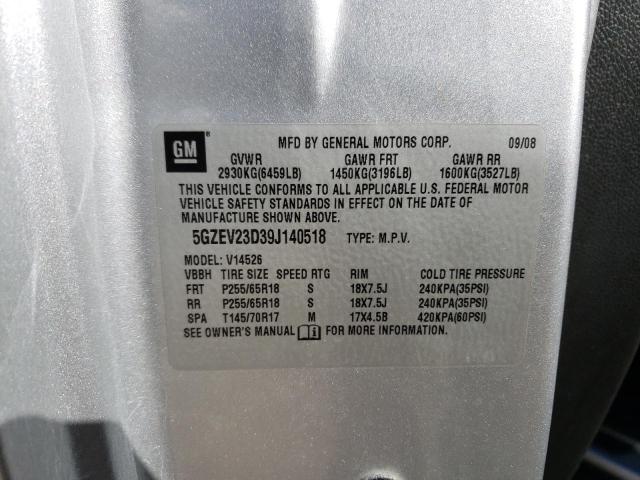 GM ® MFD BY GENERAL MOTORS CORP. 09/08
GVWR GAWR FRT GAWR RR
2930KG(6459LB) 1450KG(3196LB) 1600KG(3527LB)
THIS VEHICLE CONFORMS TO ALL APPLICABLE U.S. FEDERAL MOTOR
VEHICLE SAFETY STANDARDS IN EFFECT ON THE DATE OF
MANUFACTURE SHOWN ABOVE.
5GZEV23D39J140518 TYPE: M.P.V.
MODEL: V14526
VBBH TIRE SIZE SPEED RTG RIM COLD TIRE PRESSURE
FRT P255/65R18 S 18X7.5J 240KPA(35PSI)
RR P255/65R18 S 18X7.5J 240KPA(35PSI)
SPA T145/70R17 M 17X4.5B 420KPA(60PSI)
SEE OWNER'S MANUAL FOR MORE INFORMATION.